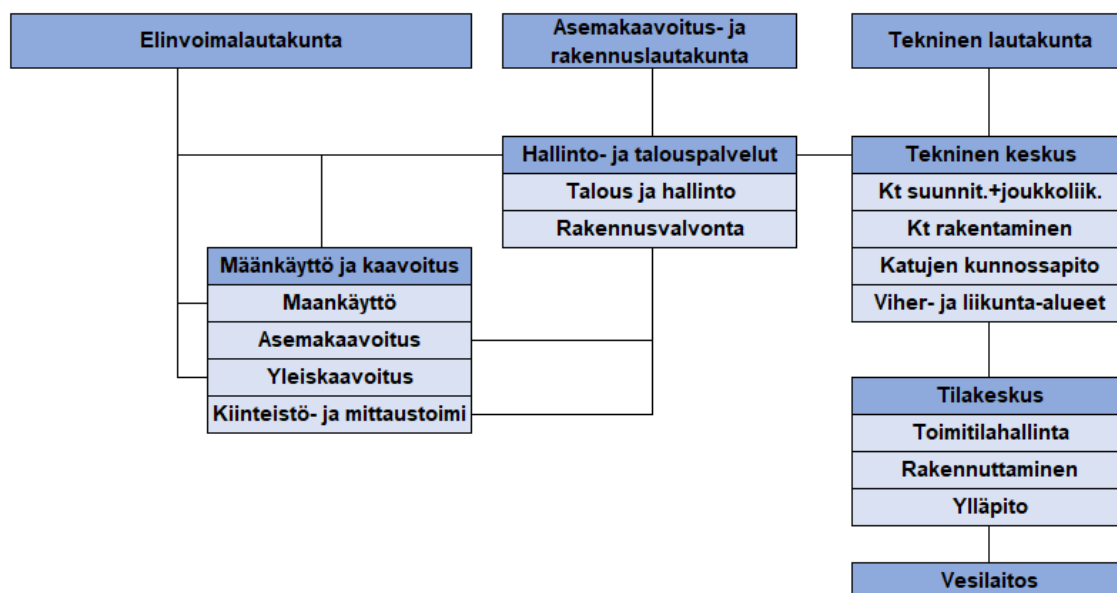 Elinvoimalautakunta
Asemakaavoitus- ja
rakennuslautakunta
Tekninen lautakunta
Hallinto- ja talouspalvelut
Talous ja hallinto
Rakennusvalvonta
Tekninen keskus
Kt suunnit.+joukkoliik.
Kt rakentaminen
Katujen kunnossapito
Viher- ja liikunta-alueet
Määnkäyttö ja kaavoitus
Maankäyttö
Asemakaavoitus
Yleiskaavoitus
Kiinteistö- ja mittaustoimi
Tilakeskus
Toimitilahallinta
Rakennuttaminen
Ylläpito
Vesilaitos